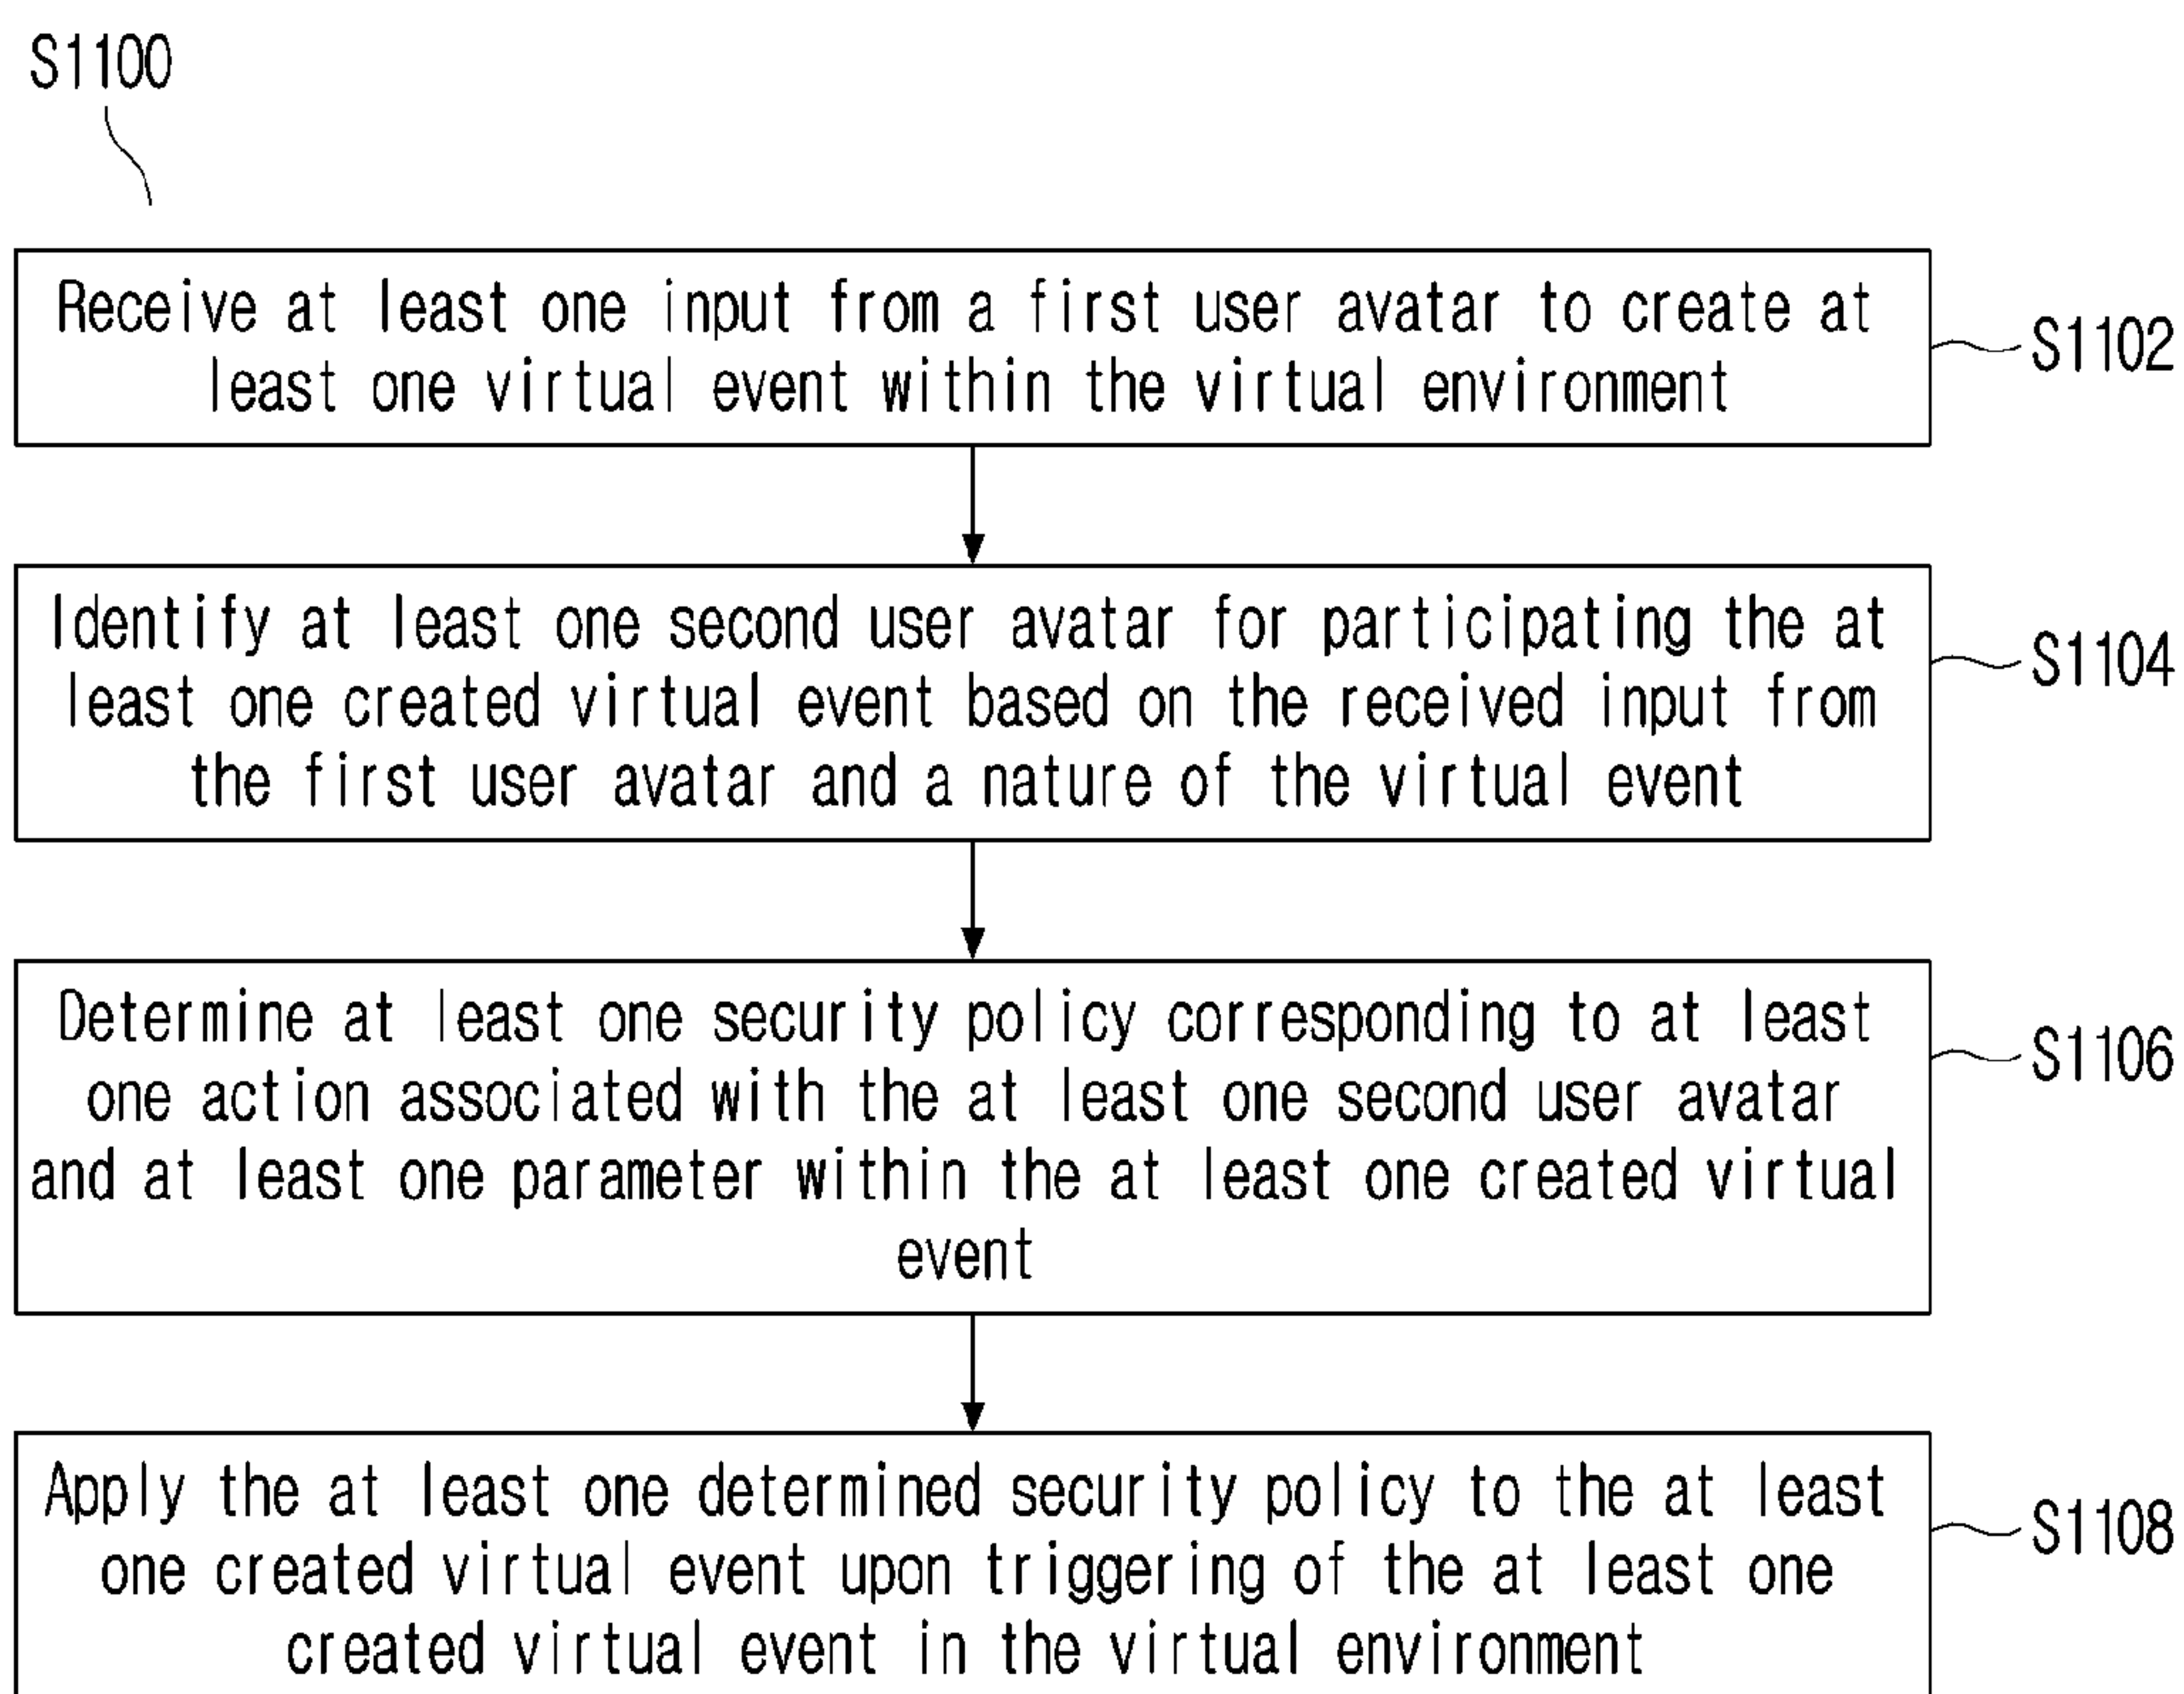 S1100
Receive at least one input from a first user avatar to create at
least one virtual event within the virtual environment
S1102
Identify at least one second user avatar for participating the at
least one created virtual event based on the received input from
the first user avatar and a nature of the virtual event
S1104
Determine at least one security policy corresponding to at least
one action associated with the at least one second user avatar
and at least one parameter within the at least one created virtual
event
S1106
Apply the at least one determined security policy to the at least
one created virtual event upon triggering of the at least one
created virtual event in the virtual environment
S1108